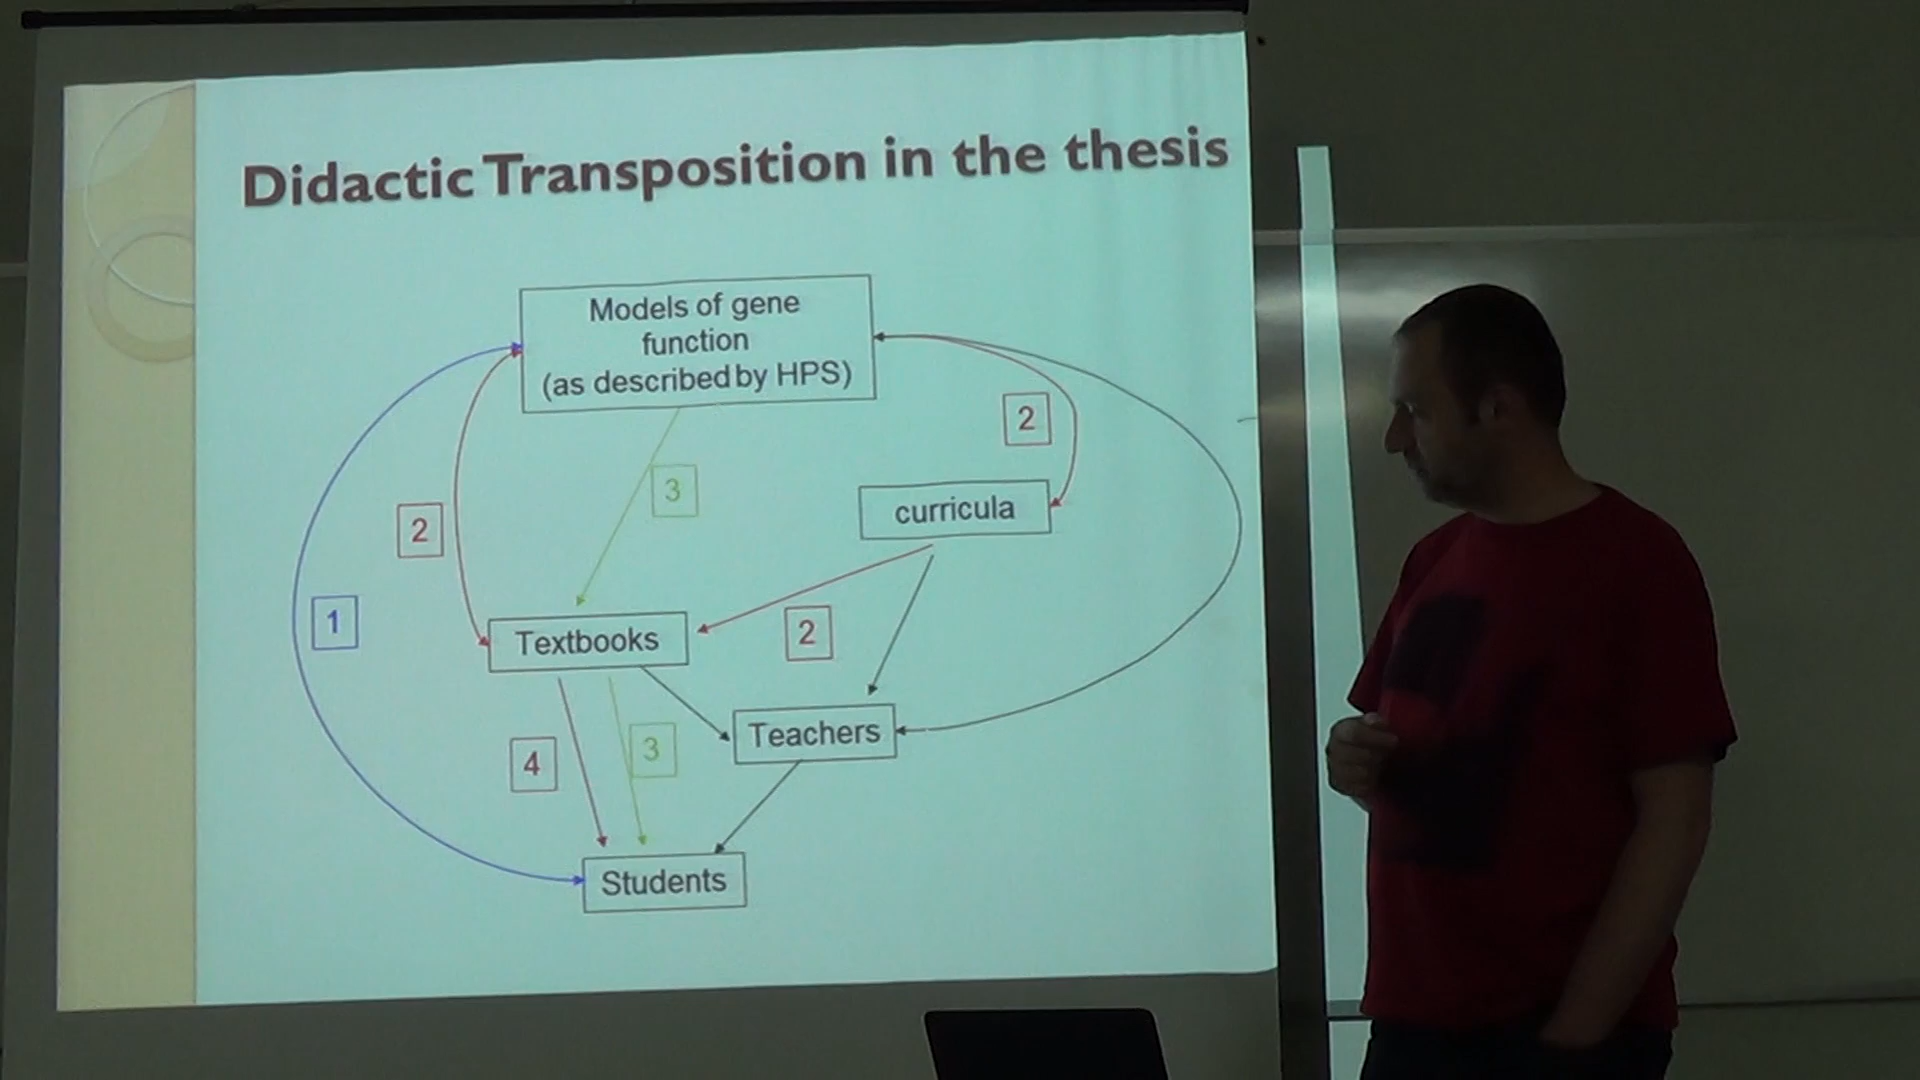 Didactic Transposition in the thesis
Models of gene
function
(as described by HPS)
2
3
curricula
2
1
Textbooks
2
Teachers
4
3
Students